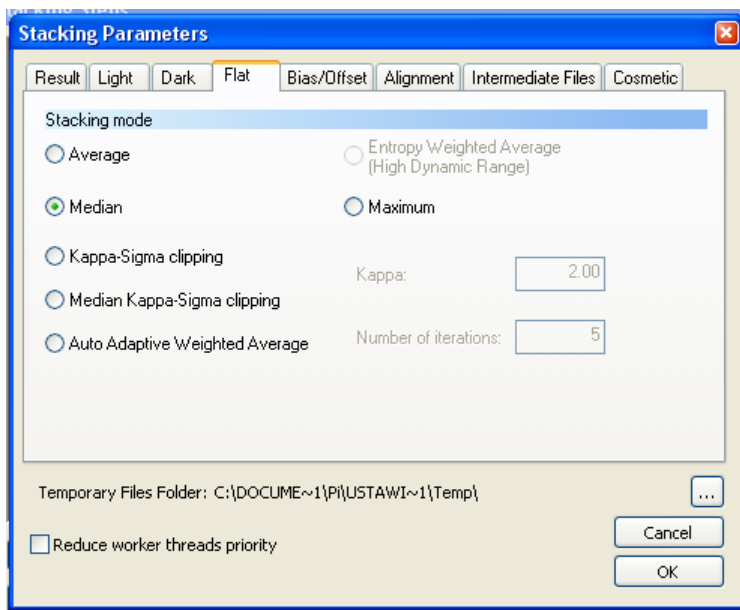 Stacking Parameters
Result Light Dark Flat Bias/Offset Alignment Intermediate Files Cosmetic
Stacking mode
Average
Entropy Weighted Average
(High Dynamic Range)
Median
Maximum
Kappa-Sigma clipping
Kappa: 2.00
Median Kappa-Sigma clipping
Number of iterations: 5
Auto Adaptive Weighted Average
Temporary Files Folder: C:\DOCUME~1\Pi\USTAWI~1\Temp\
...
Reduce worker threads priority
Cancel
OK